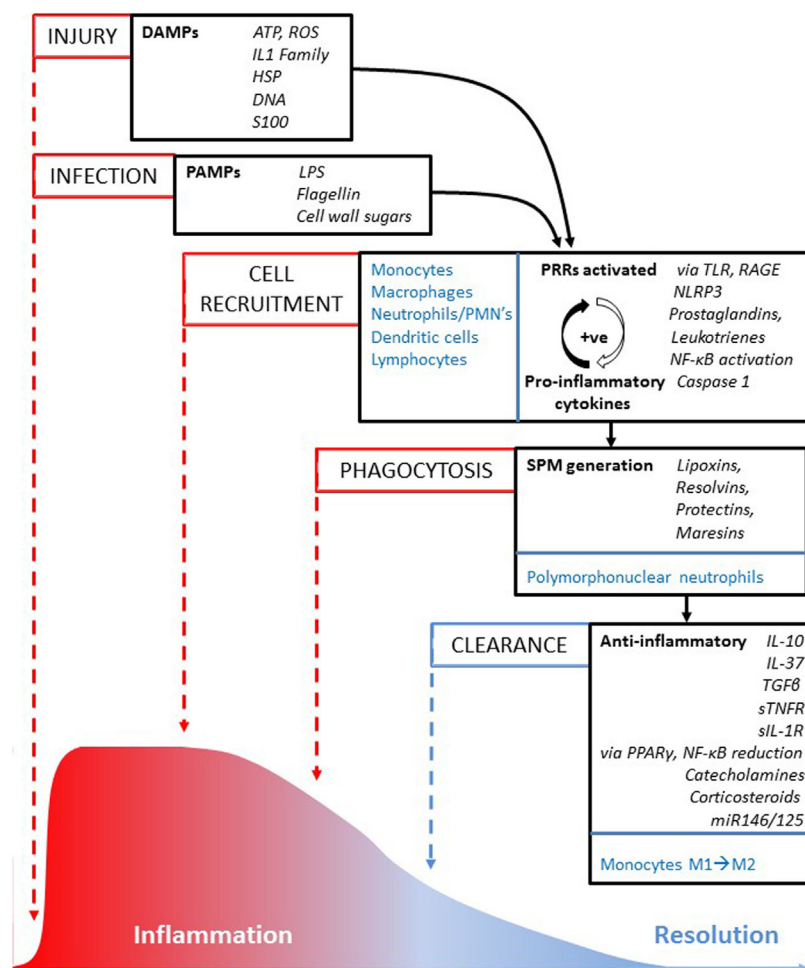 INJURY
DAMPs
ATP, ROS
IL1 Family
HSP
DNA
S100
INFECTION
PAMPs
LPS
Flagellin
Cell wall sugars
CELL
RECRUITMENT
Monocytes
Macrophages
Neutrophils/PMN's
Dendritic cells
Lymphocytes
PRRs activated
+ve
Pro-inflammatory
cytokines
via TLR, RAGE
NLRP3
Prostaglandins,
Leukotrienes
NF-κB activation
Caspase 1
PHAGOCYTOSIS
SPM generation
Lipoxins,
Resolvins,
Protectins,
Maresins
Polymorphonuclear neutrophils
CLEARANCE
Anti-inflammatory
IL-10
IL-37
TGFβ
sTNFR
sIL-1R
via PPARγ, NF-κB reduction
Catecholamines
Corticosteroids
miR146/125
Monocytes M1→M2
Inflammation
Resolution